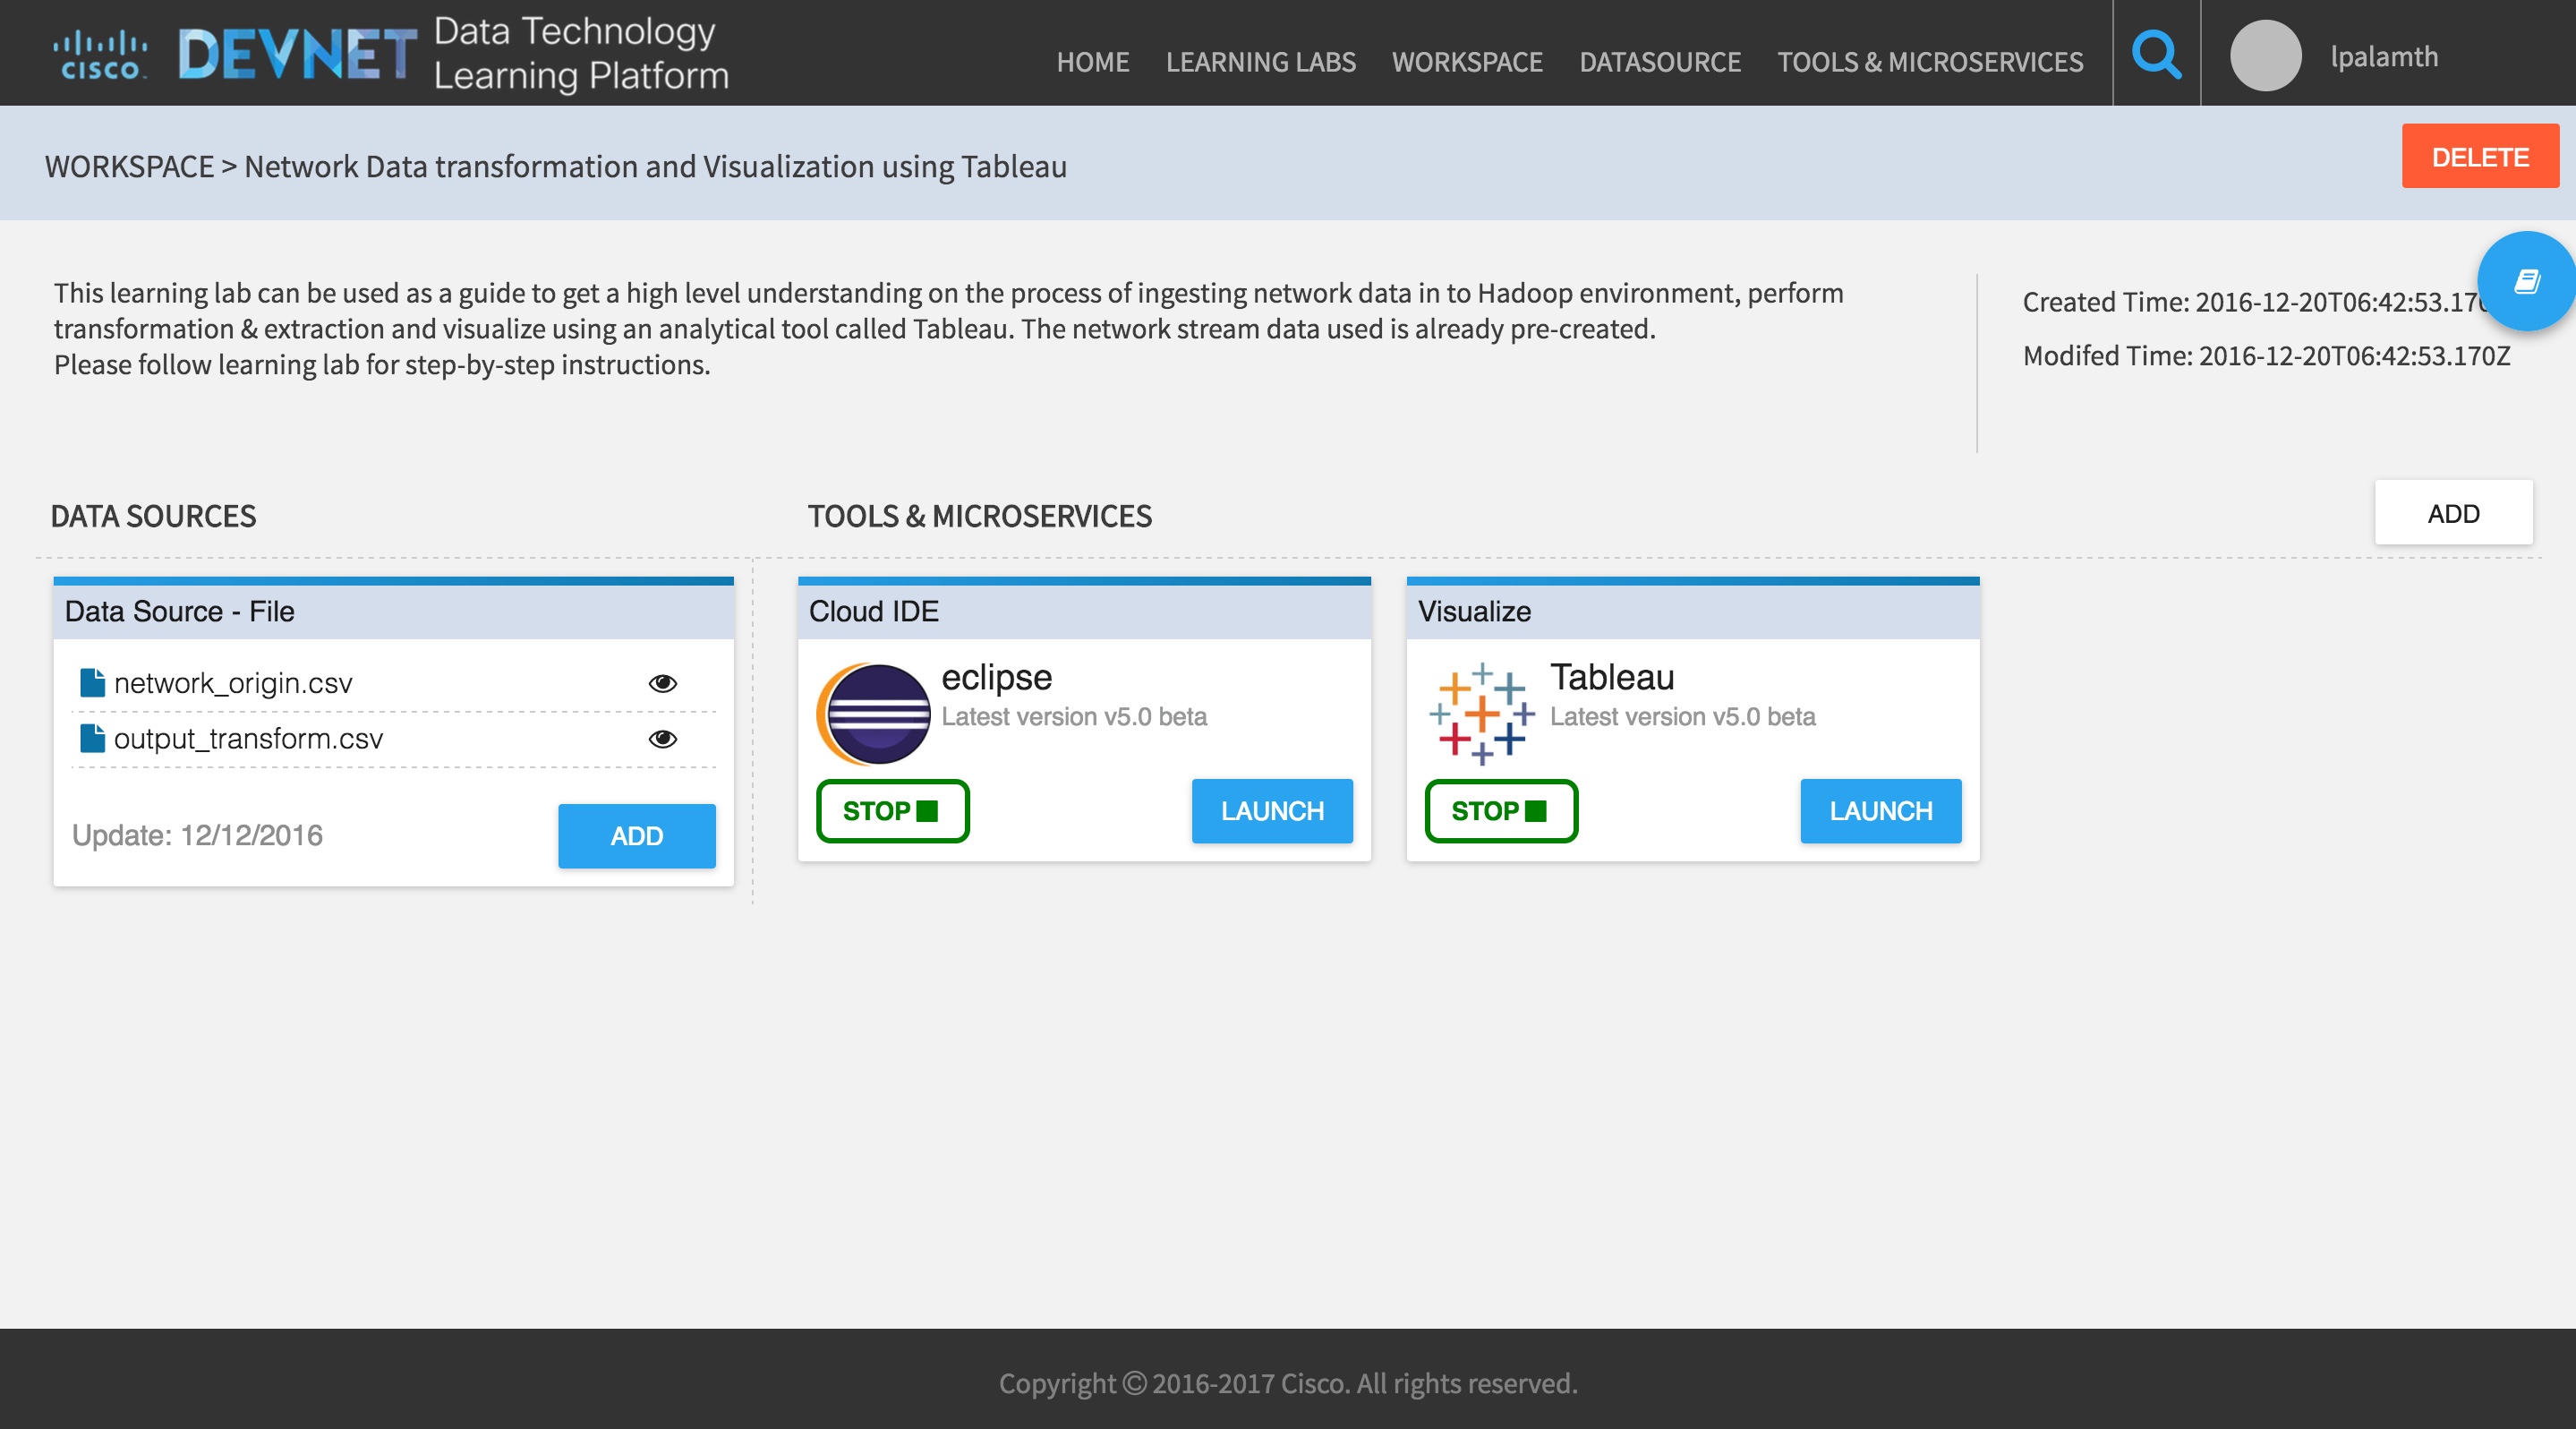 CISCO
DEVNET
Data Technology
Learning Platform
HOME LEARNING LABS WORKSPACE DATASOURCE TOOLS & MICROSERVICES
lpalamth
WORKSPACE > Network Data transformation and Visualization using Tableau
DELETE
This learning lab can be used as a guide to get a high level understanding on the process of ingesting network data in to Hadoop environment, perform
transformation & extraction and visualize using an analytical tool called Tableau. The network stream data used is already pre-created.
Please follow learning lab for step-by-step instructions.
Created Time: 2016-12-20T06:42:53.17
Modifed Time: 2016-12-20T06:42:53.170Z
DATA SOURCES
TOOLS & MICROSERVICES
ADD
Data Source - File
network_origin.csv
output_transform.csv
Update: 12/12/2016
ADD
Cloud IDE
eclipse
Latest version v5.0 beta
STOP
LAUNCH
Visualize
Tableau
Latest version v5.0 beta
STOP
LAUNCH
Copyright © 2016-2017 Cisco. All rights reserved.